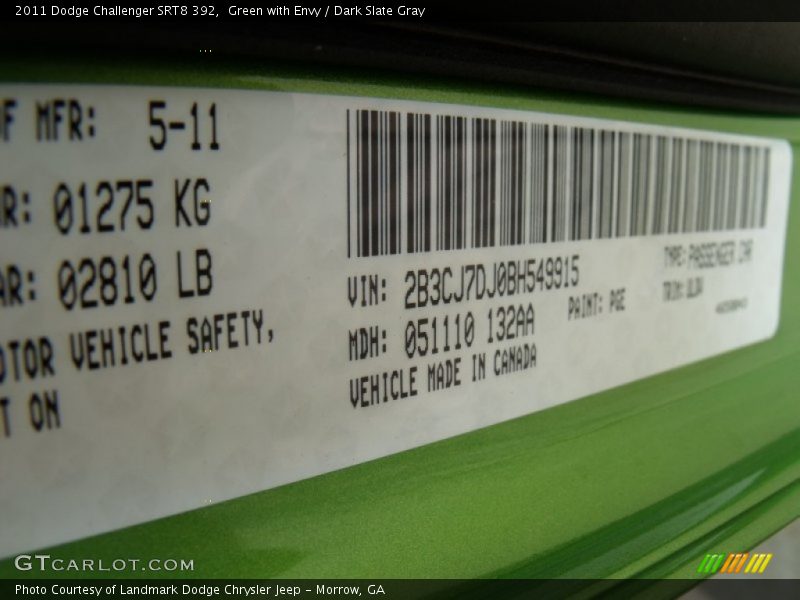 2011 Dodge Challenger SRT8 392,  Green with Envy / Dark Slate Gray
OF MFR: 5-11
R: 01275 KG
AR: 02810 LB
OTOR VEHICLE SAFETY,
T ON
VIN: 2B3CJ7DJ0BH549915
MDH: 051110 132AA
VEHICLE MADE IN CANADA
PAINT: PGE
TYPE: PASSENGER CAR
TRIM:
GTCARLOT.COM
Photo Courtesy of Landmark Dodge Chrysler Jeep - Morrow, GA